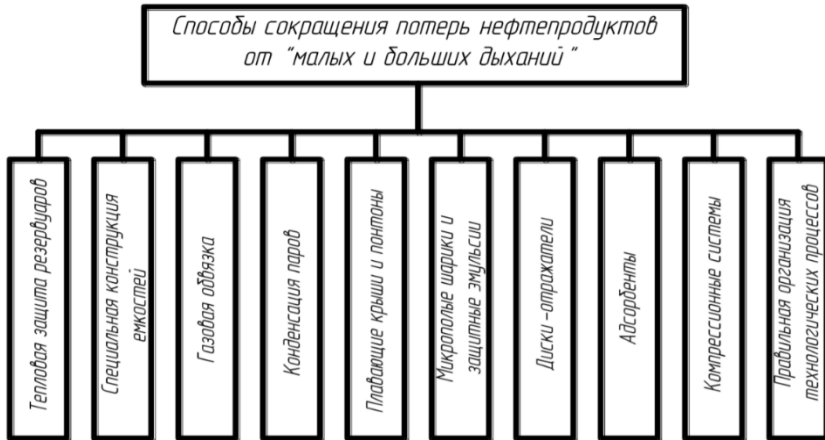 Способы сокращения потерь нефтепродуктов
от "малых и больших дыханий"
Тепловая защита резервуаров
Специальная конструкция
емкостей
Газовая обвязка
Конденсация паров
Плавающие крыши и понтоны
Микрополые шарики и
защитные эмульсии
Диски -отражатели
Адсорбенты
Компрессионные системы
Правильная организация
технологических процессов